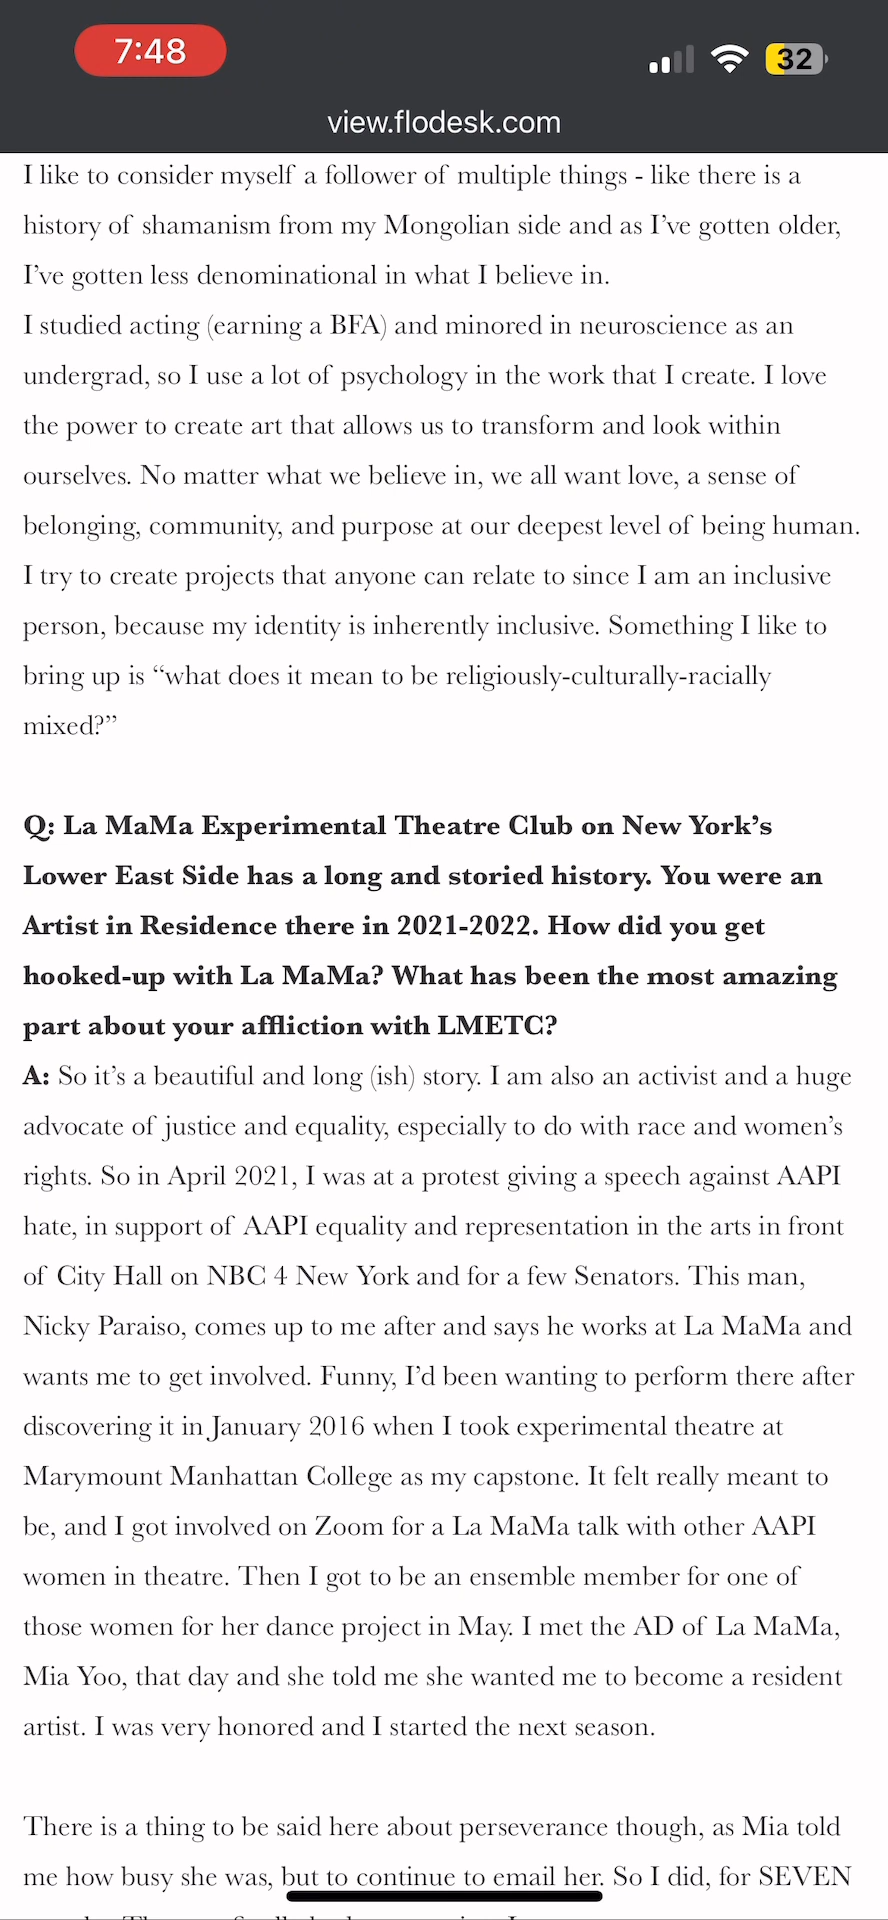 7:48
32
view.flodesk.com
I like to consider myself a follower of multiple things - like there is a
history of shamanism from my Mongolian side and as I’ve gotten older,
I’ve gotten less denominational in what I believe in.
I studied acting (earning a BFA) and minored in neuroscience as an
undergrad, so I use a lot of psychology in the work that I create. I love
the power to create art that allows us to transform and look within
ourselves. No matter what we believe in, we all want love, a sense of
belonging, community, and purpose at our deepest level of being human.
I try to create projects that anyone can relate to since I am an inclusive
person, because my identity is inherently inclusive. Something I like to
bring up is “what does it mean to be religiously-culturally-racially
mixed?”
Q: La MaMa Experimental Theatre Club on New York’s
Lower East Side has a long and storied history. You were an
Artist in Residence there in 2021-2022. How did you get
hooked-up with La MaMa? What has been the most amazing
part about your affliction with LMETC?
A: So it’s a beautiful and long (ish) story. I am also an activist and a huge
advocate of justice and equality, especially to do with race and women’s
rights. So in April 2021, I was at a protest giving a speech against AAPI
hate, in support of AAPI equality and representation in the arts in front
of City Hall on NBC 4 New York and for a few Senators. This man,
Nicky Paraiso, comes up to me after and says he works at La MaMa and
wants me to get involved. Funny, I’d been wanting to perform there after
discovering it in January 2016 when I took experimental theatre at
Marymount Manhattan College as my capstone. It felt really meant to
be, and I got involved on Zoom for a La MaMa talk with other AAPI
women in theatre. Then I got to be an ensemble member for one of
those women for her dance project in May. I met the AD of La MaMa,
Mia Yoo, that day and she told me she wanted me to become a resident
artist. I was very honored and I started the next season.
There is a thing to be said here about perseverance though, as Mia told
me how busy she was, but to continue to email her. So I did, for SEVEN